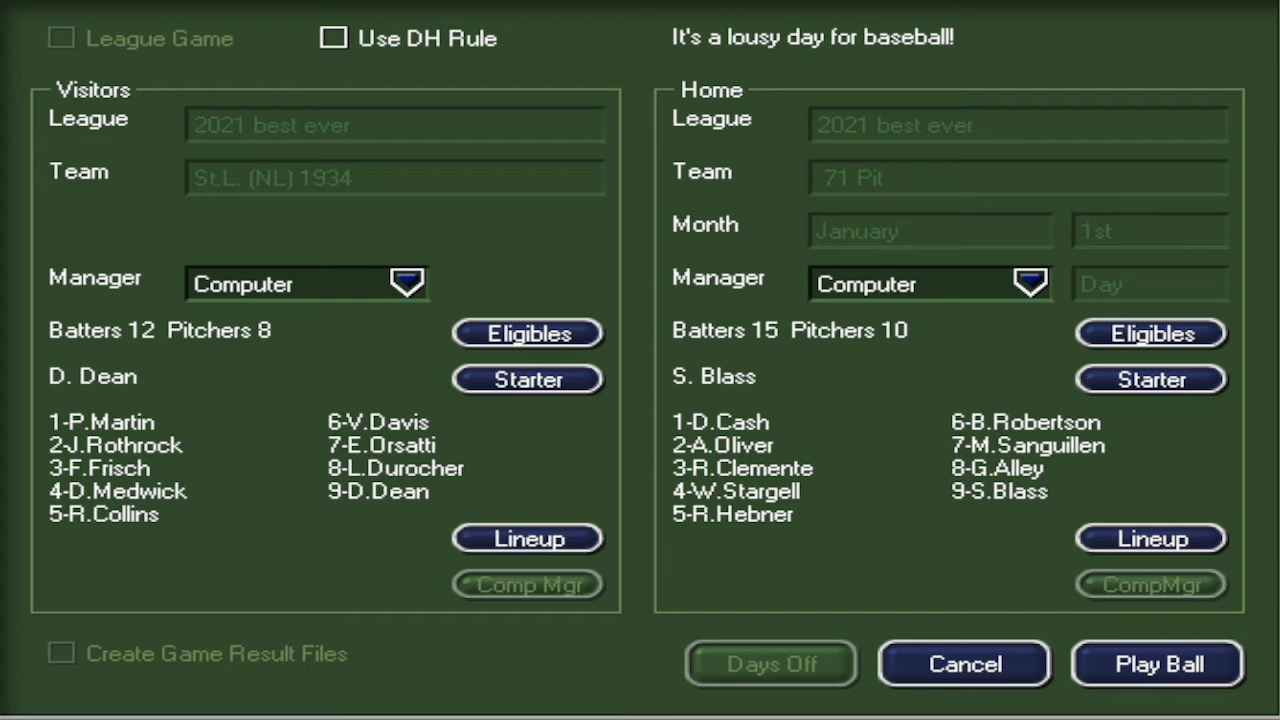 League Game
Use DH Rule
It's a lousy day for baseball!
Visitors
League
2021 best ever
Team
St.L. (NL) 1934
Manager
Computer
Batters 12 Pitchers 8
Eligibles
D. Dean
Starter
1-P.Martin
2-J.Rothrock
3-F.Frisch
4-D.Medwick
5-R.Collins
6-V.Davis
7-E.Orsatti
8-L.Durocher
9-D.Dean
Lineup
Comp Mgr
Home
League
2021 best ever
Team
71 Pit
Month
January
1st
Manager
Computer
Day
Batters 15 Pitchers 10
Eligibles
S. Blass
Starter
1-D.Cash
2-A.Oliver
3-R.Clemente
4-W.Stargell
5-R.Hebner
6-B.Robertson
7-M.Sanguillen
8-G.Alley
9-S.Blass
Lineup
CompMgr
Create Game Result Files
Days Off
Cancel
Play Ball